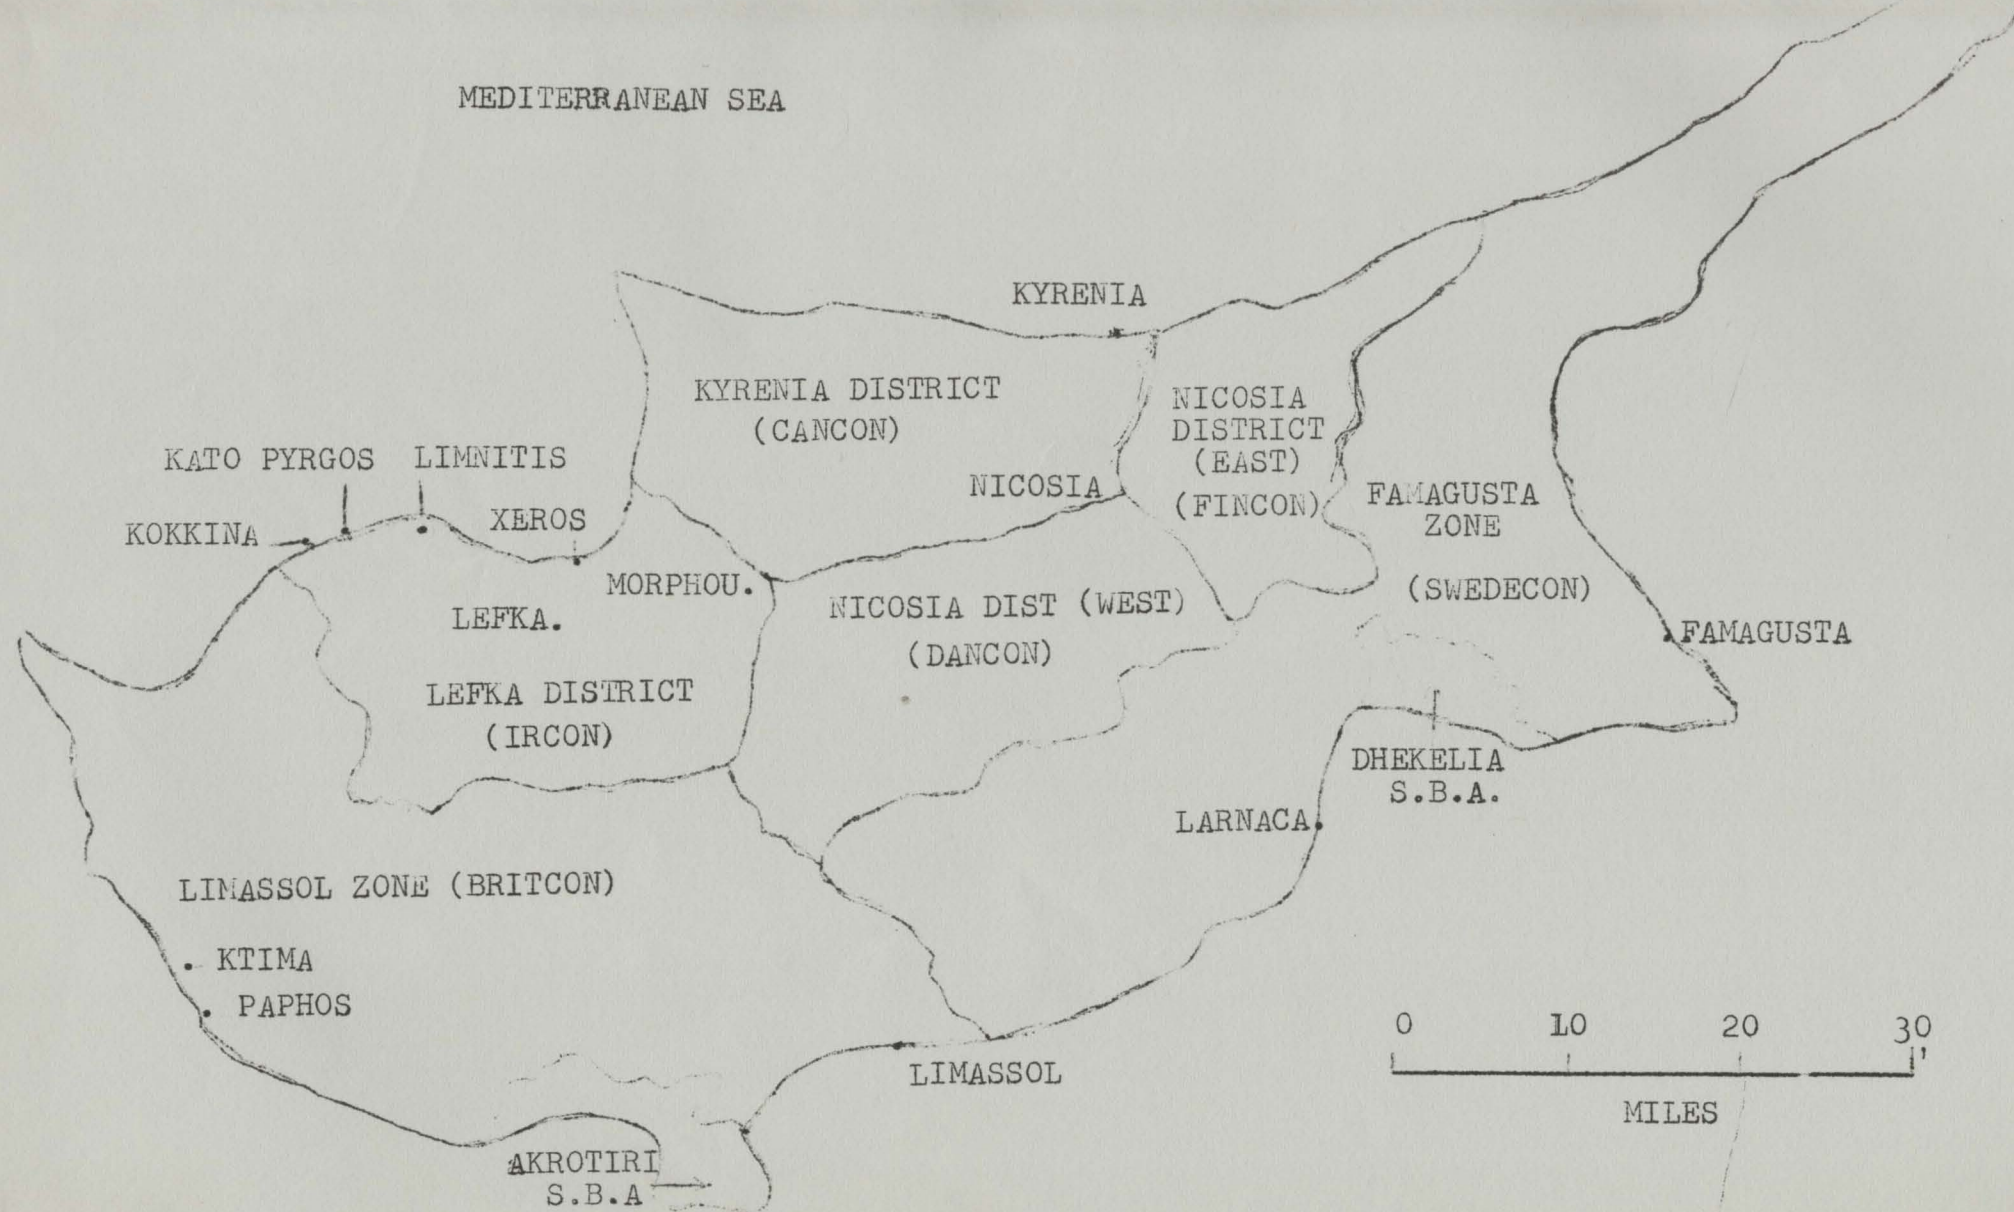 MEDITERRANEAN SEA
KYRENIA
KYRENIA DISTRICT
(CANCON)
NICOSIA
DISTRICT
(EAST)
(FINCON)
KATO PYRGOS
LIMNITIS
NICOSIA
FAMAGUSTA
ZONE
(SWEDECON)
KOKKINA
XEROS
MORPHOU.
LEFKA.
NICOSIA DIST (WEST)
(DANCON)
FAMAGUSTA
LEFKA DISTRICT
(IRCON)
DHEKELIA
S.B.A.
LARNACA
LIMASSOL ZONE (BRITCON)
KTIMA
PAPHOS
0 10 20 30
MILES
LIMASSOL
AKROTIRI
S.B.A